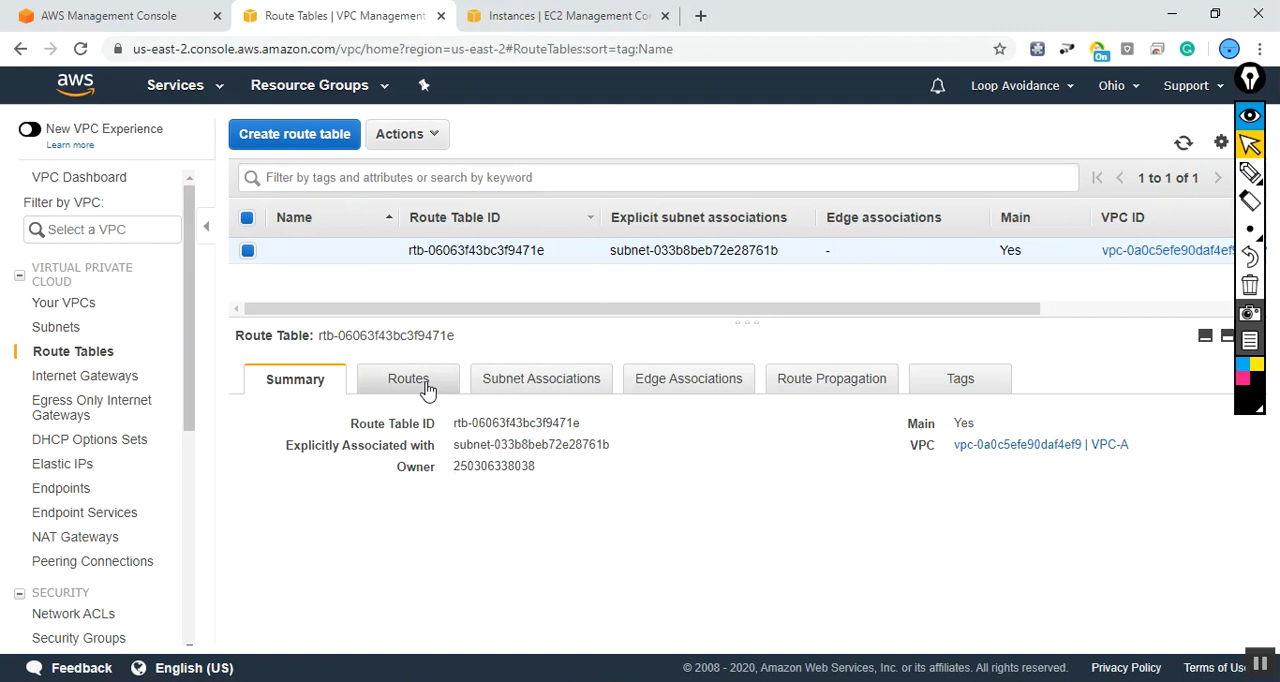 AWS Management Console
Route Tables | VPC Management
Instances | EC2 Management Con
us-east-2.console.aws.amazon.com/vpc/home?region=us-east-2#RouteTables:sort=tag:Name
On
aws
Services
Resource Groups
Loop Avoidance
Ohio
Support
New VPC Experience
Learn more
VPC Dashboard
Filter by VPC:
Select a VPC
VIRTUAL PRIVATE
CLOUD
Your VPCs
Subnets
Route Tables
Internet Gateways
Egress Only Internet
Gateways
DHCP Options Sets
Elastic IPs
Endpoints
Endpoint Services
NAT Gateways
Peering Connections
SECURITY
Network ACLs
Security Groups
Create route table
Actions
Filter by tags and attributes or search by keyword
1 to 1 of 1
Name Route Table ID Explicit subnet associations Edge associations Main VPC ID
rtb-06063f43bc3f9471e subnet-033b8beb72e28761b - Yes vpc-0a0c5efe90daf4ef9
Route Table: rtb-06063f43bc3f9471e
Summary Routes Subnet Associations Edge Associations Route Propagation Tags
Route Table ID rtb-06063f43bc3f9471e Main Yes
Explicitly Associated with subnet-033b8beb72e28761b VPC vpc-0a0c5efe90daf4ef9 | VPC-A
Owner 250306338038
Feedback
English (US)
© 2008 - 2020, Amazon Web Services, Inc. or its affiliates. All rights reserved.
Privacy Policy
Terms of Us